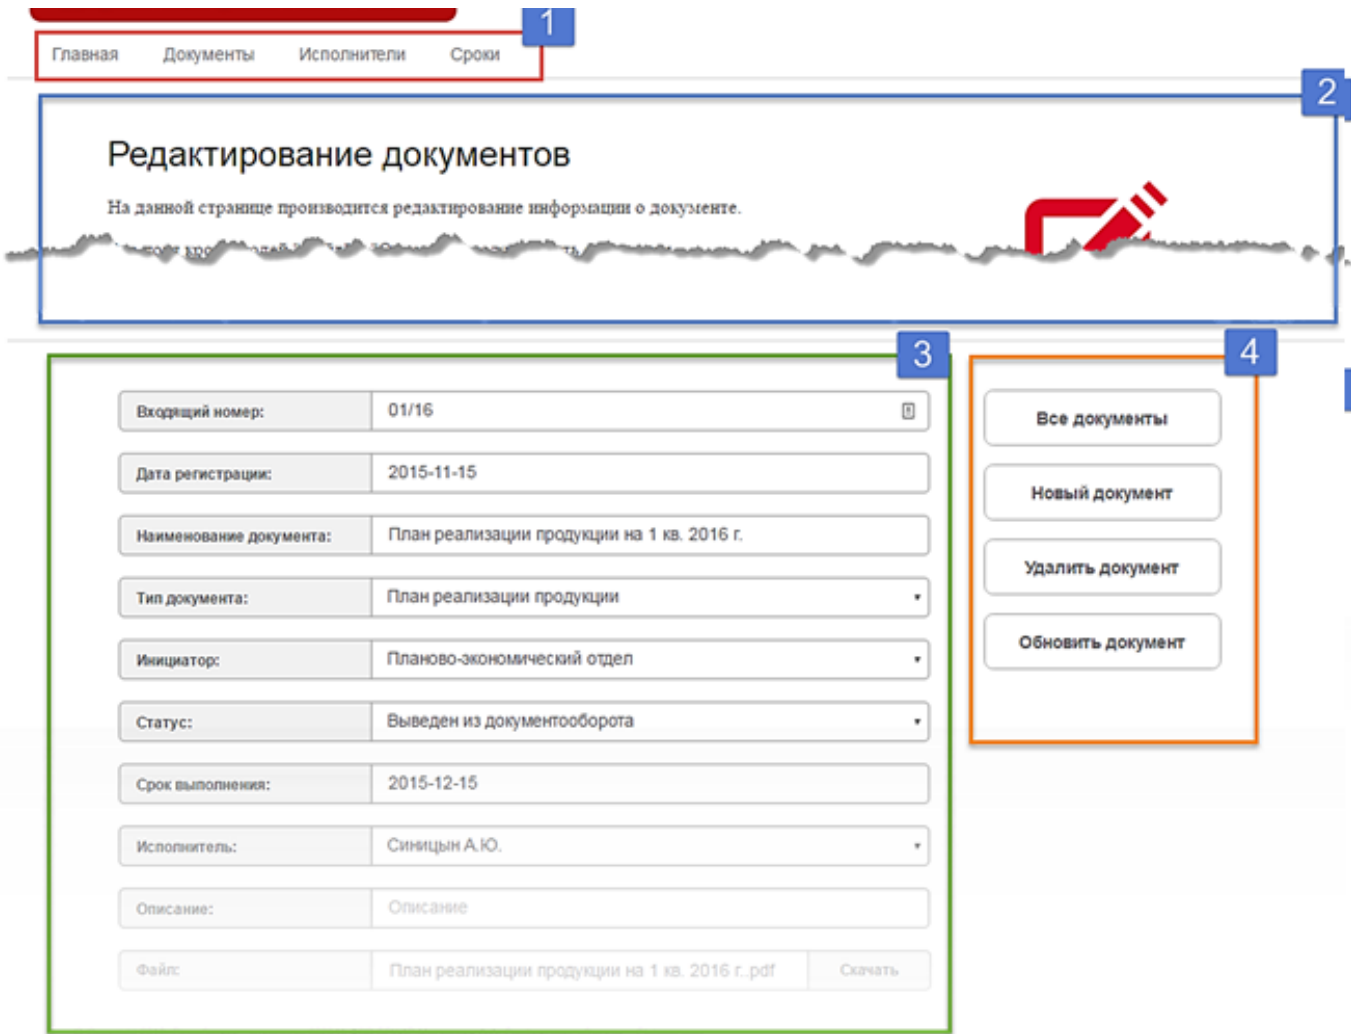 1
Главная Документы Исполнители Сроки
2
Редактирование документов
На данной странице производится редактирование информации о документе.
3
4
Входящий номер: 01/16
Дата регистрации: 2015-11-15
Наименование документа: План реализации продукции на 1 кв. 2016 г.
Тип документа: План реализации продукции
Инициатор: Планово-экономический отдел
Статус: Выведен из документооборота
Срок выполнения: 2015-12-15
Исполнитель: Синицын А.Ю.
Описание: Описание
Файл: План реализации продукции на 1 кв. 2016 г..pdf Скачать
Все документы
Новый документ
Удалить документ
Обновить документ